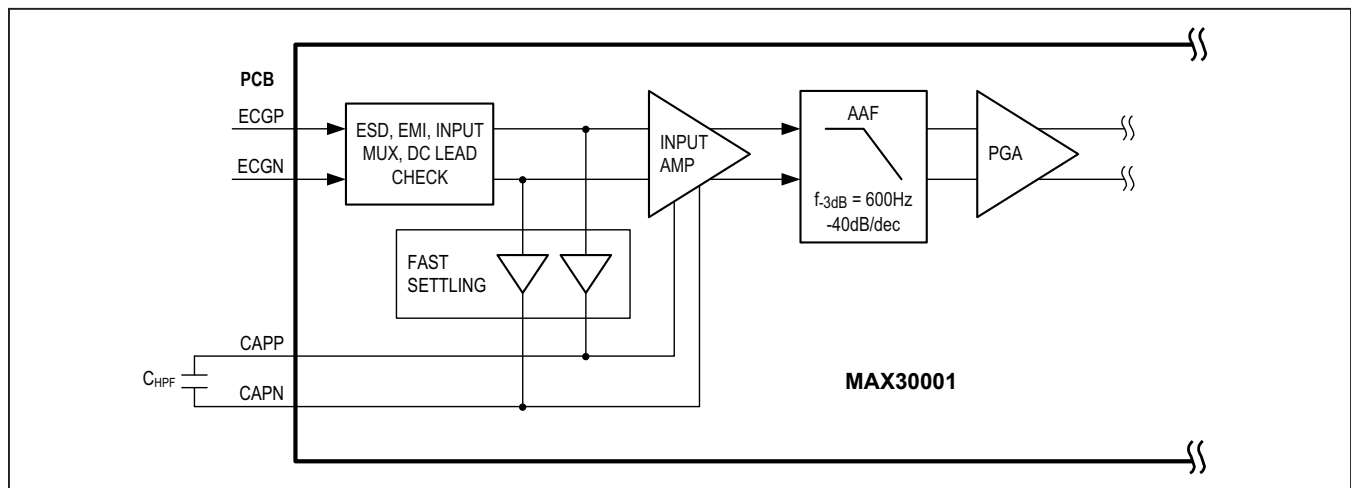 PCB
ECGP
ECGN
ESD, EMI, INPUT
MUX, DC LEAD
CHECK
INPUT
AMP
AAF
f-3dB = 600Hz
-40dB/dec
PGA
FAST
SETTLING
CAPP
CHPF
CAPN
MAX30001